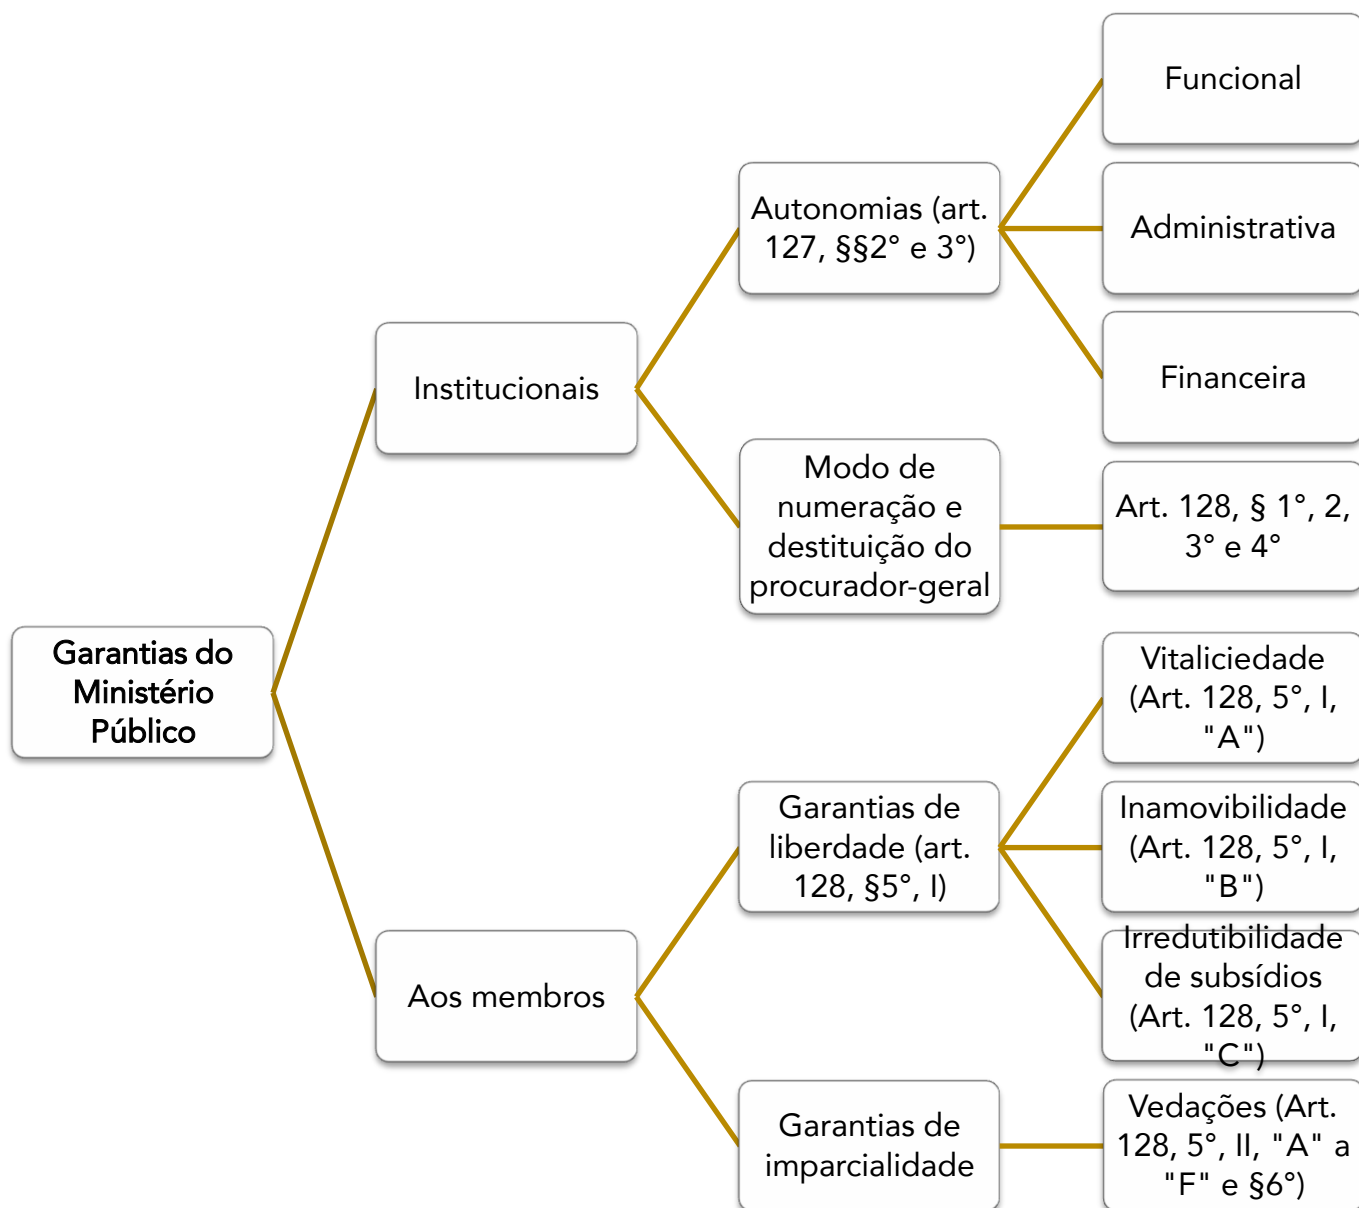 Funcional
Autonomias (art.
127, §§2° e 3°)
Administrativa
Financeira
Institucionais
Modo de
numeração e
destituição do
procurador-geral
Art. 128, § 1°, 2,
3° e 4°
Garantias do
Ministério
Público
Vitaliciedade
(Art. 128, 5°, I,
"A")
Garantias de
liberdade (art.
128, §5°, I)
Inamovibilidade
(Art. 128, 5°, I,
"B")
Irredutibilidade
de subsídios
(Art. 128, 5°, I,
"C")
Aos membros
Garantias de
imparcialidade
Vedações (Art.
128, 5°, II, "A" a
"F" e §6°)